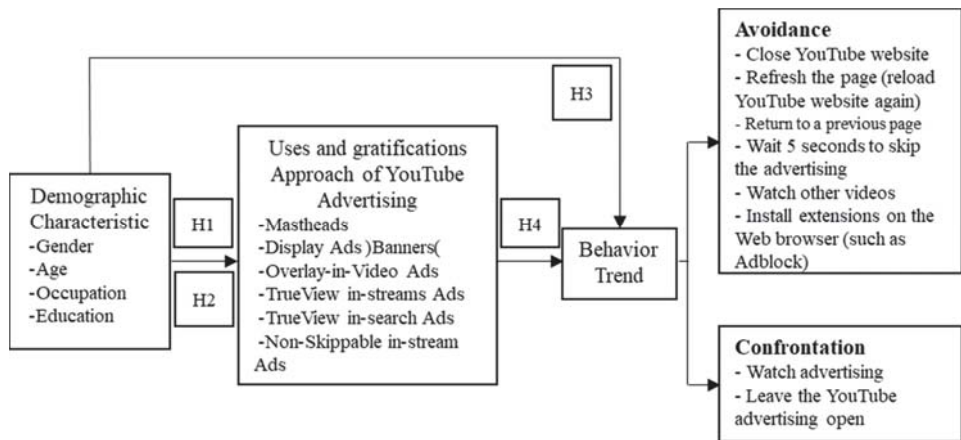 Demographic
Characteristic
-Gender
-Age
-Occupation
-Education
H1
H2
Uses and gratifications
Approach of YouTube
Advertising
-Mastheads
-Display Ads )Banners(
-Overlay-in-Video Ads
-TrueView in-streams Ads
-TrueView in-search Ads
-Non-Skippable in-stream
Ads
H3
H4
Behavior
Trend
Avoidance
- Close YouTube website
- Refresh the page (reload
YouTube website again)
- Return to a previous page
- Wait 5 seconds to skip
the advertising
- Watch other videos
- Install extensions on the
Web browser (such as
Adblock)
Confrontation
- Watch advertising
- Leave the YouTube
advertising open